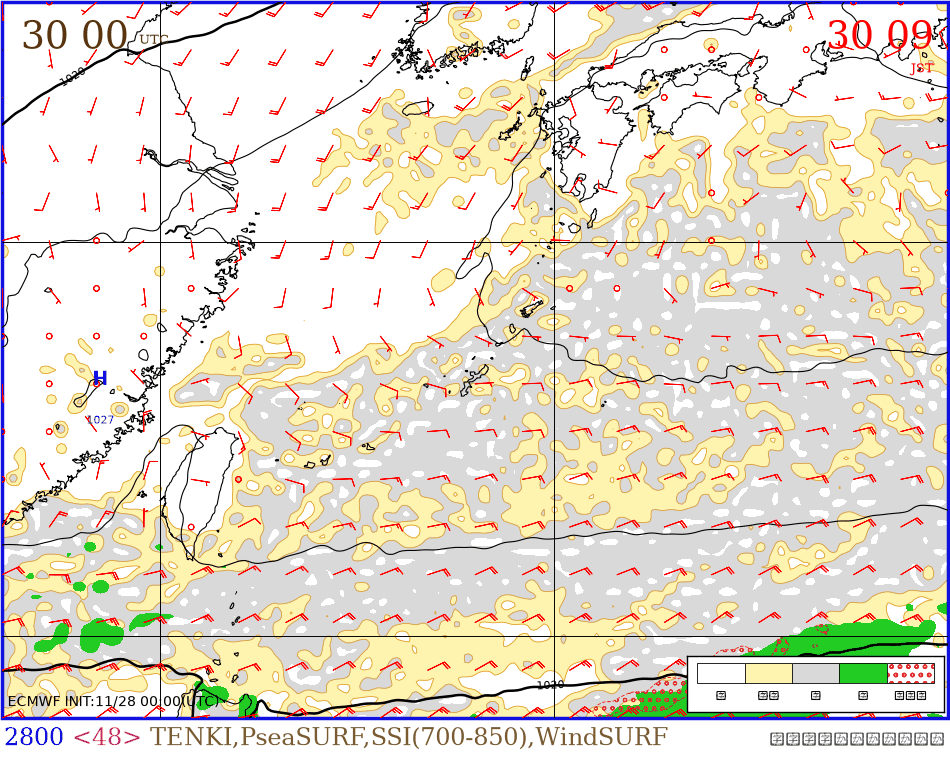 30 00 UTC
30 09
JST
1020
H
1027
1020
ECMWF INIT:11/28 00:00(UTC)
2800 <48> TENKI,PseaSURF,SSI(700-850),WindSURF